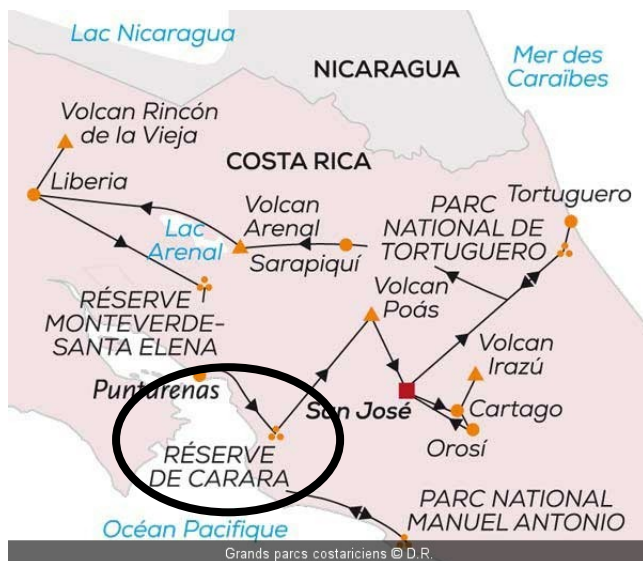 Lac Nicaragua
Mer des
Caraïbes
NICARAGUA
Volcan Rincón
de la Vieja
COSTA RICA
Liberia
Volcan
Arenal
PARC
NATIONAL DE
TORTUGUERO
Tortuguero
Lac
Arenal
Sarapiquí
RÉSERVE
MONTEVERDE-
SANTA ELENA
Volcan
Poás
Volcan
Irazú
Puntarenas
San José
Cartago
Orosí
RÉSERVE
DE CARARA
PARC NATIONAL
MANUEL ANTONIO
Océan Pacifique
Grands parcs costariciens © D.R.